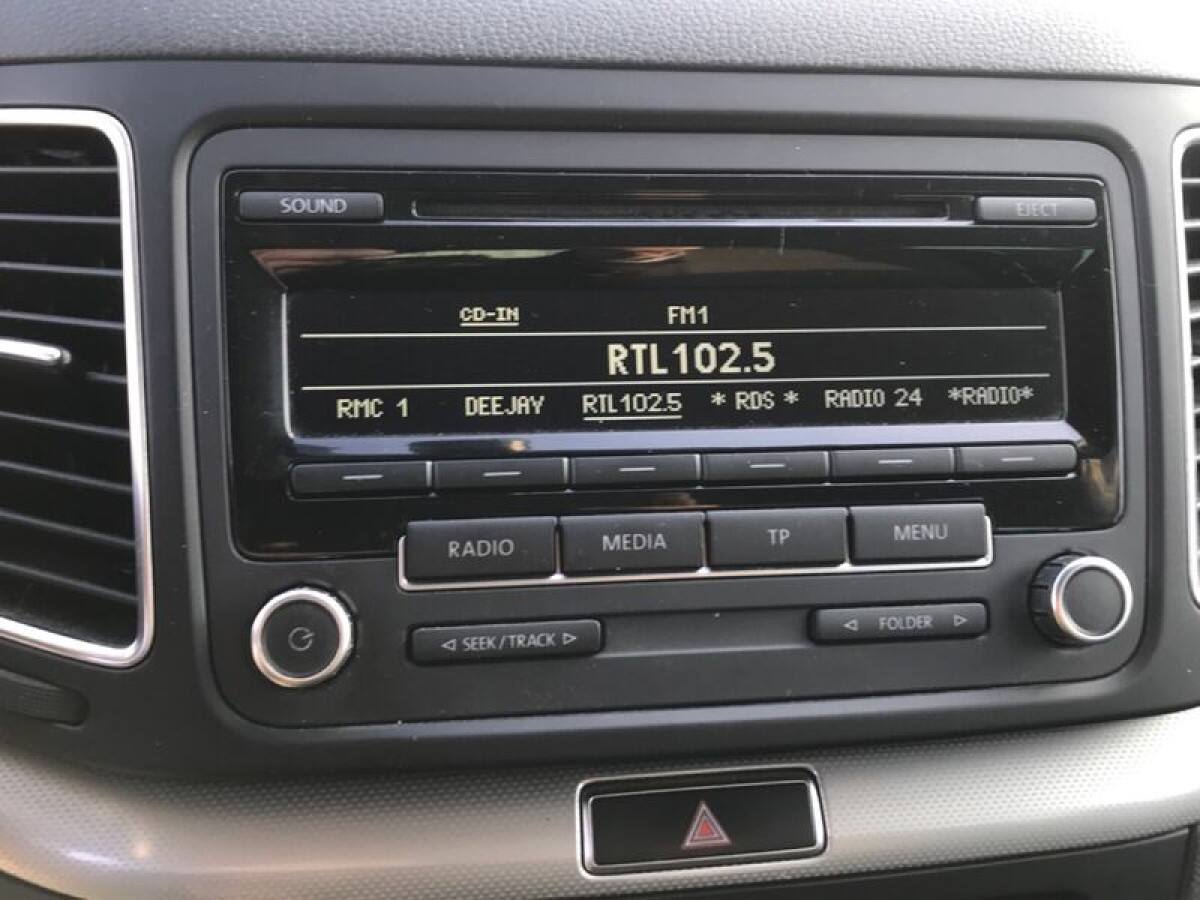 SOUND EJECT
CD-IN FM1
RTL102.5
RMC 1 DEEJAY RTL102.5 * RDS * RADIO 24 *RADIO*
RADIO MEDIA TP MENU
SEEK/TRACK FOLDER